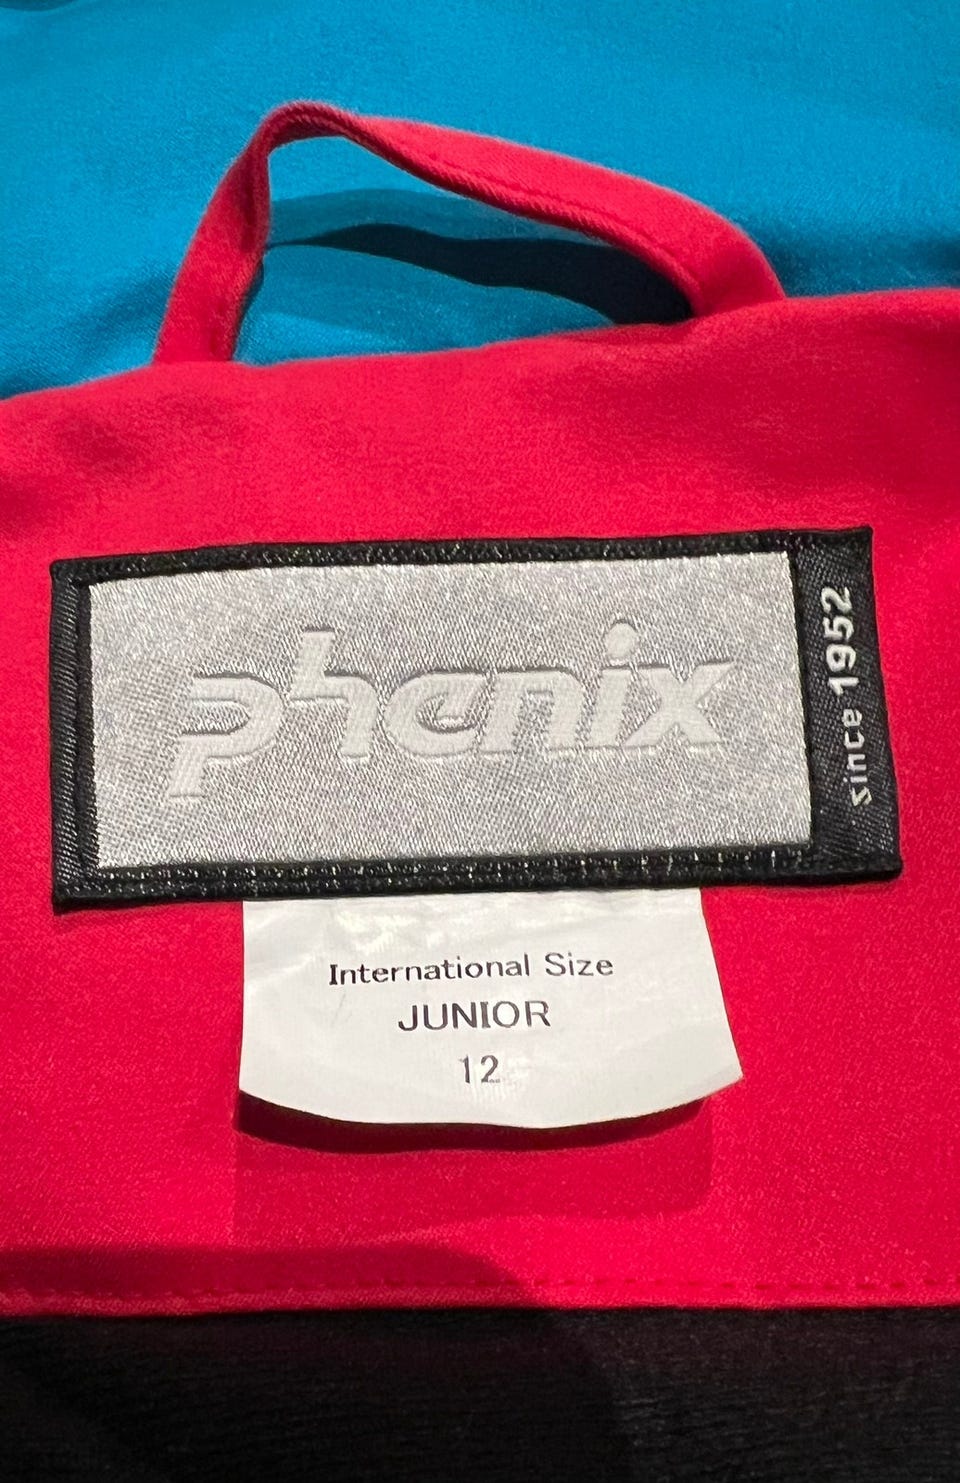 phenix
since 1952
International Size
JUNIOR
12